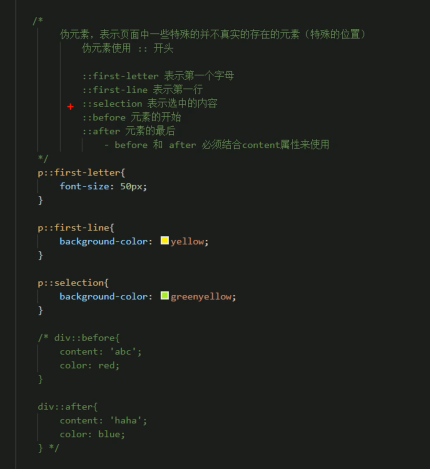 /*
伪元素，表示页面中一些特殊的并不真实的存在的元素（特殊的位置）
伪元素使用 :: 开头
::first-letter 表示第一个字母
::first-line 表示第一行
::selection 表示选中的内容
::before 元素的开始
::after 元素的最后
- before 和 after 必须结合content属性来使用
*/
p::first-letter{
font-size: 50px;
}
p::first-line{
background-color: yellow;
}
p::selection{
background-color: greenyellow;
}
/* div::before{
content: 'abc';
color: red;
}
div::after{
content: 'haha';
color: blue;
} */